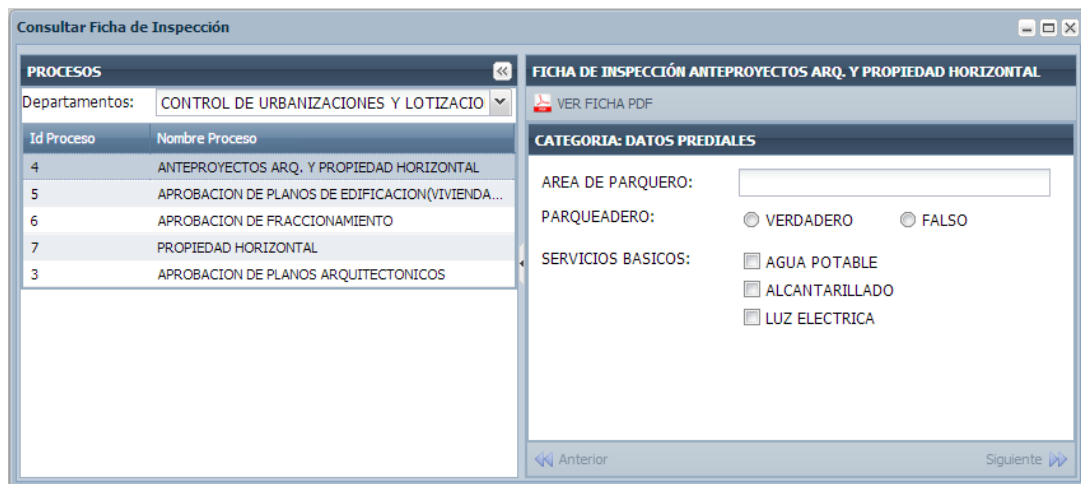 Consultar Ficha de Inspección
PROCESOS
Departamentos: CONTROL DE URBANIZACIONES Y LOTIZACIO
Id Proceso Nombre Proceso
4 ANTEPROYECTOS ARQ. Y PROPIEDAD HORIZONTAL
5 APROBACION DE PLANOS DE EDIFICACION(VIVIENDA...
6 APROBACION DE FRACCIONAMIENTO
7 PROPIEDAD HORIZONTAL
3 APROBACION DE PLANOS ARQUITECTONICOS
FICHA DE INSPECCIÓN ANTEPROYECTOS ARQ. Y PROPIEDAD HORIZONTAL
VER FICHA PDF
CATEGORIA: DATOS PREDIALES
AREA DE PARQUERO:
PARQUEADERO: VERDADERO FALSO
SERVICIOS BASICOS: AGUA POTABLE
ALCANTARILLADO
LUZ ELECTRICA
Anterior Siguiente